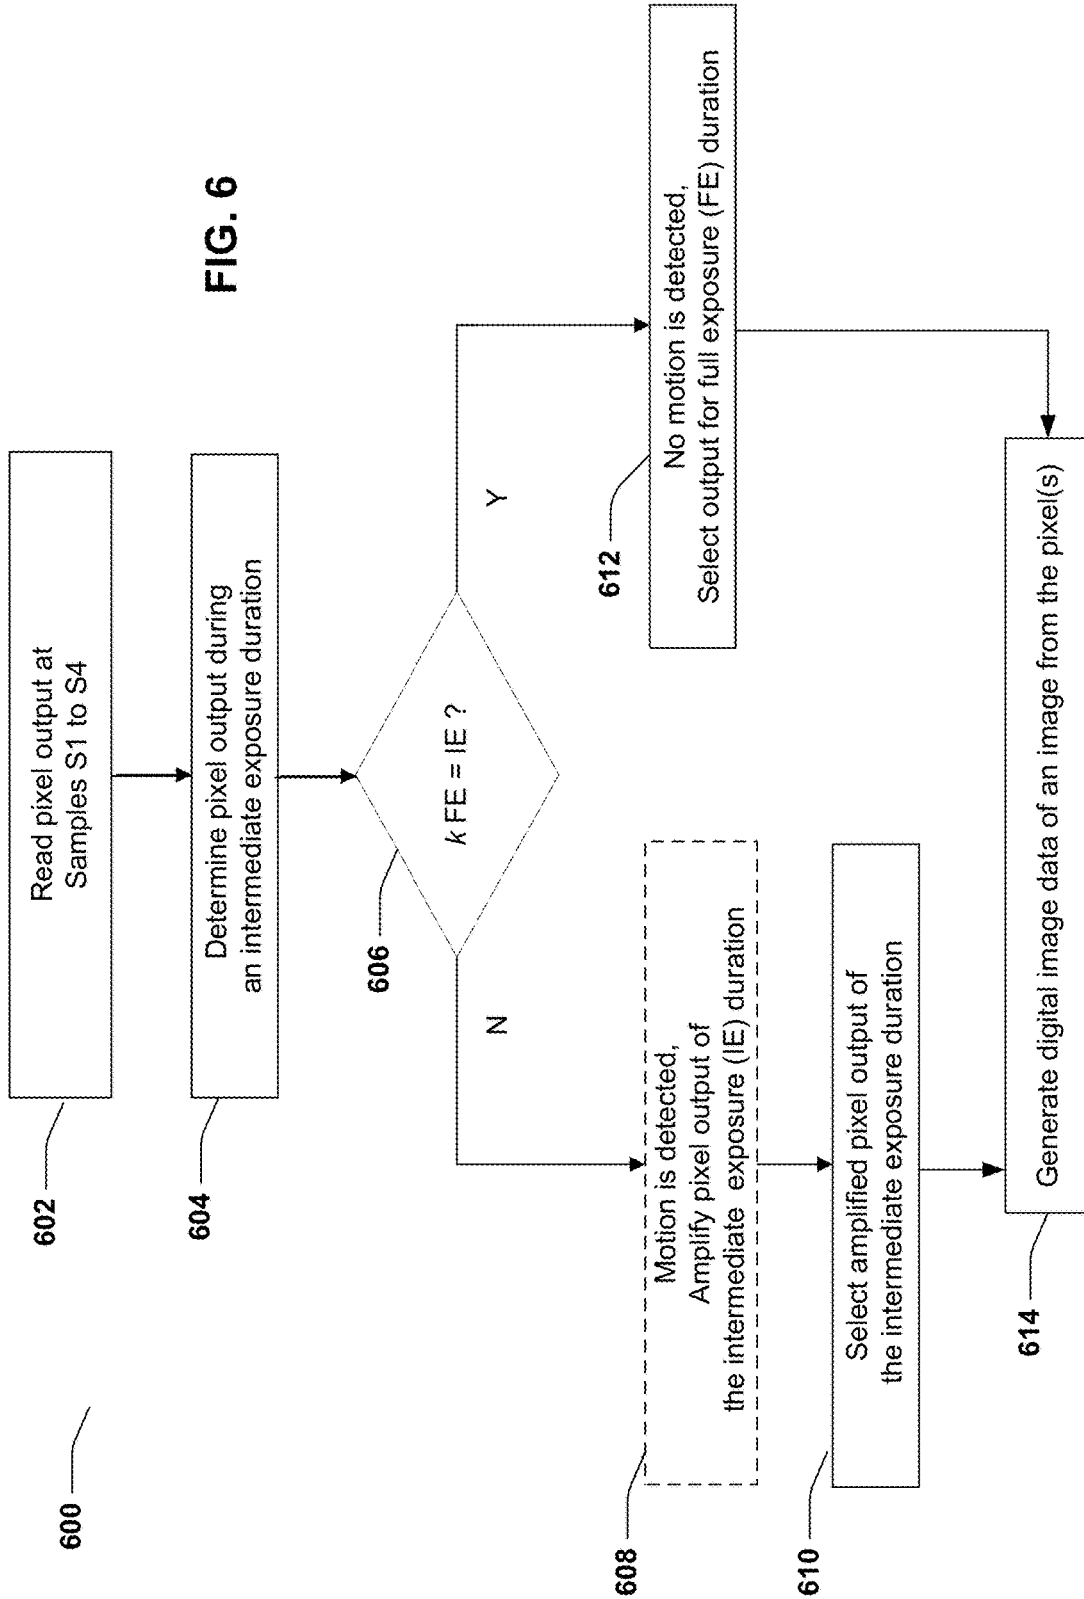 600
602
Read pixel output at
Samples S1 to S4
604
Determine pixel output during
an intermediate exposure duration
606
k FE = IE ?
N
Y
608
Motion is detected,
Amplify pixel output of
the intermediate exposure (IE) duration
610
Select amplified pixel output of
the intermediate exposure duration
612
No motion is detected,
Select output for full exposure (FE) duration
614
Generate digital image data of an image from the pixel(s)
FIG. 6